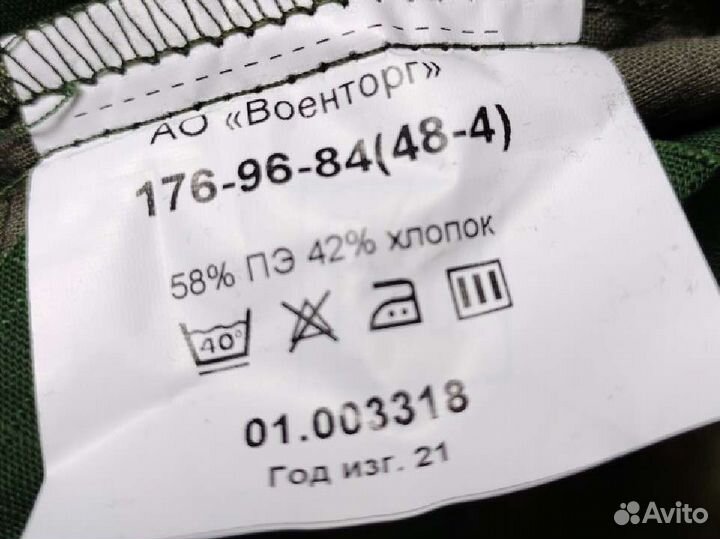 АО «Военторг»
176-96-84(48-4)
58% ПЭ 42% хлопок
40°
01.003318
Год изг. 21
Avito